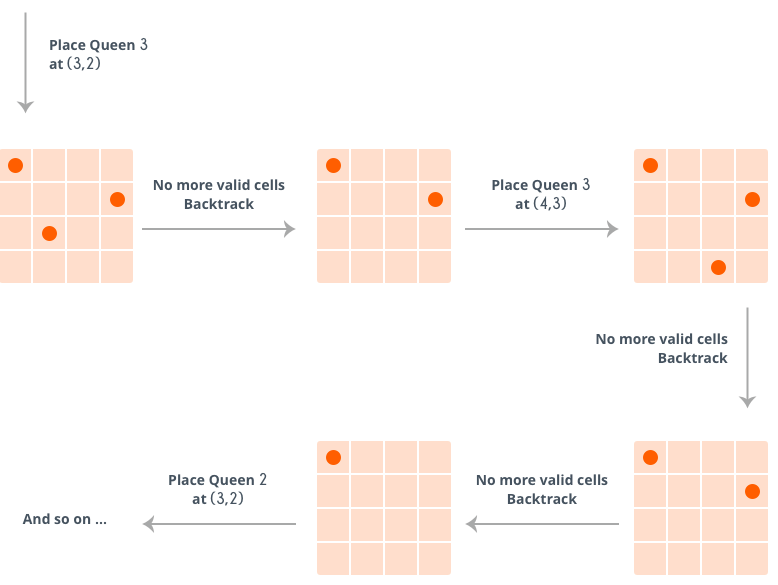 Place Queen 3
at (3,2)
No more valid cells
Backtrack
Place Queen 3
at (4,3)
No more valid cells
Backtrack
And so on ...
Place Queen 2
at (3,2)
No more valid cells
Backtrack